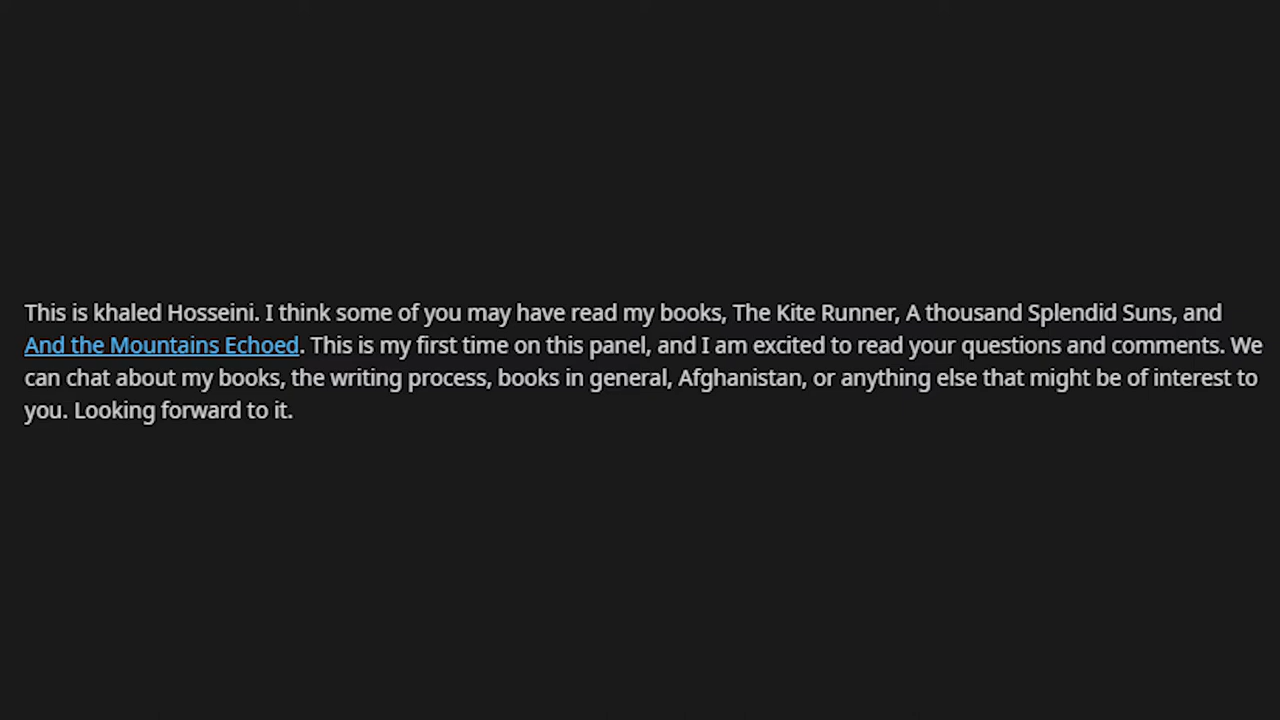 This is khaled Hosseini. I think some of you may have read my books, The Kite Runner, A thousand Splendid Suns, and
And the Mountains Echoed. This is my first time on this panel, and I am excited to read your questions and comments. We
can chat about my books, the writing process, books in general, Afghanistan, or anything else that might be of interest to
you. Looking forward to it.